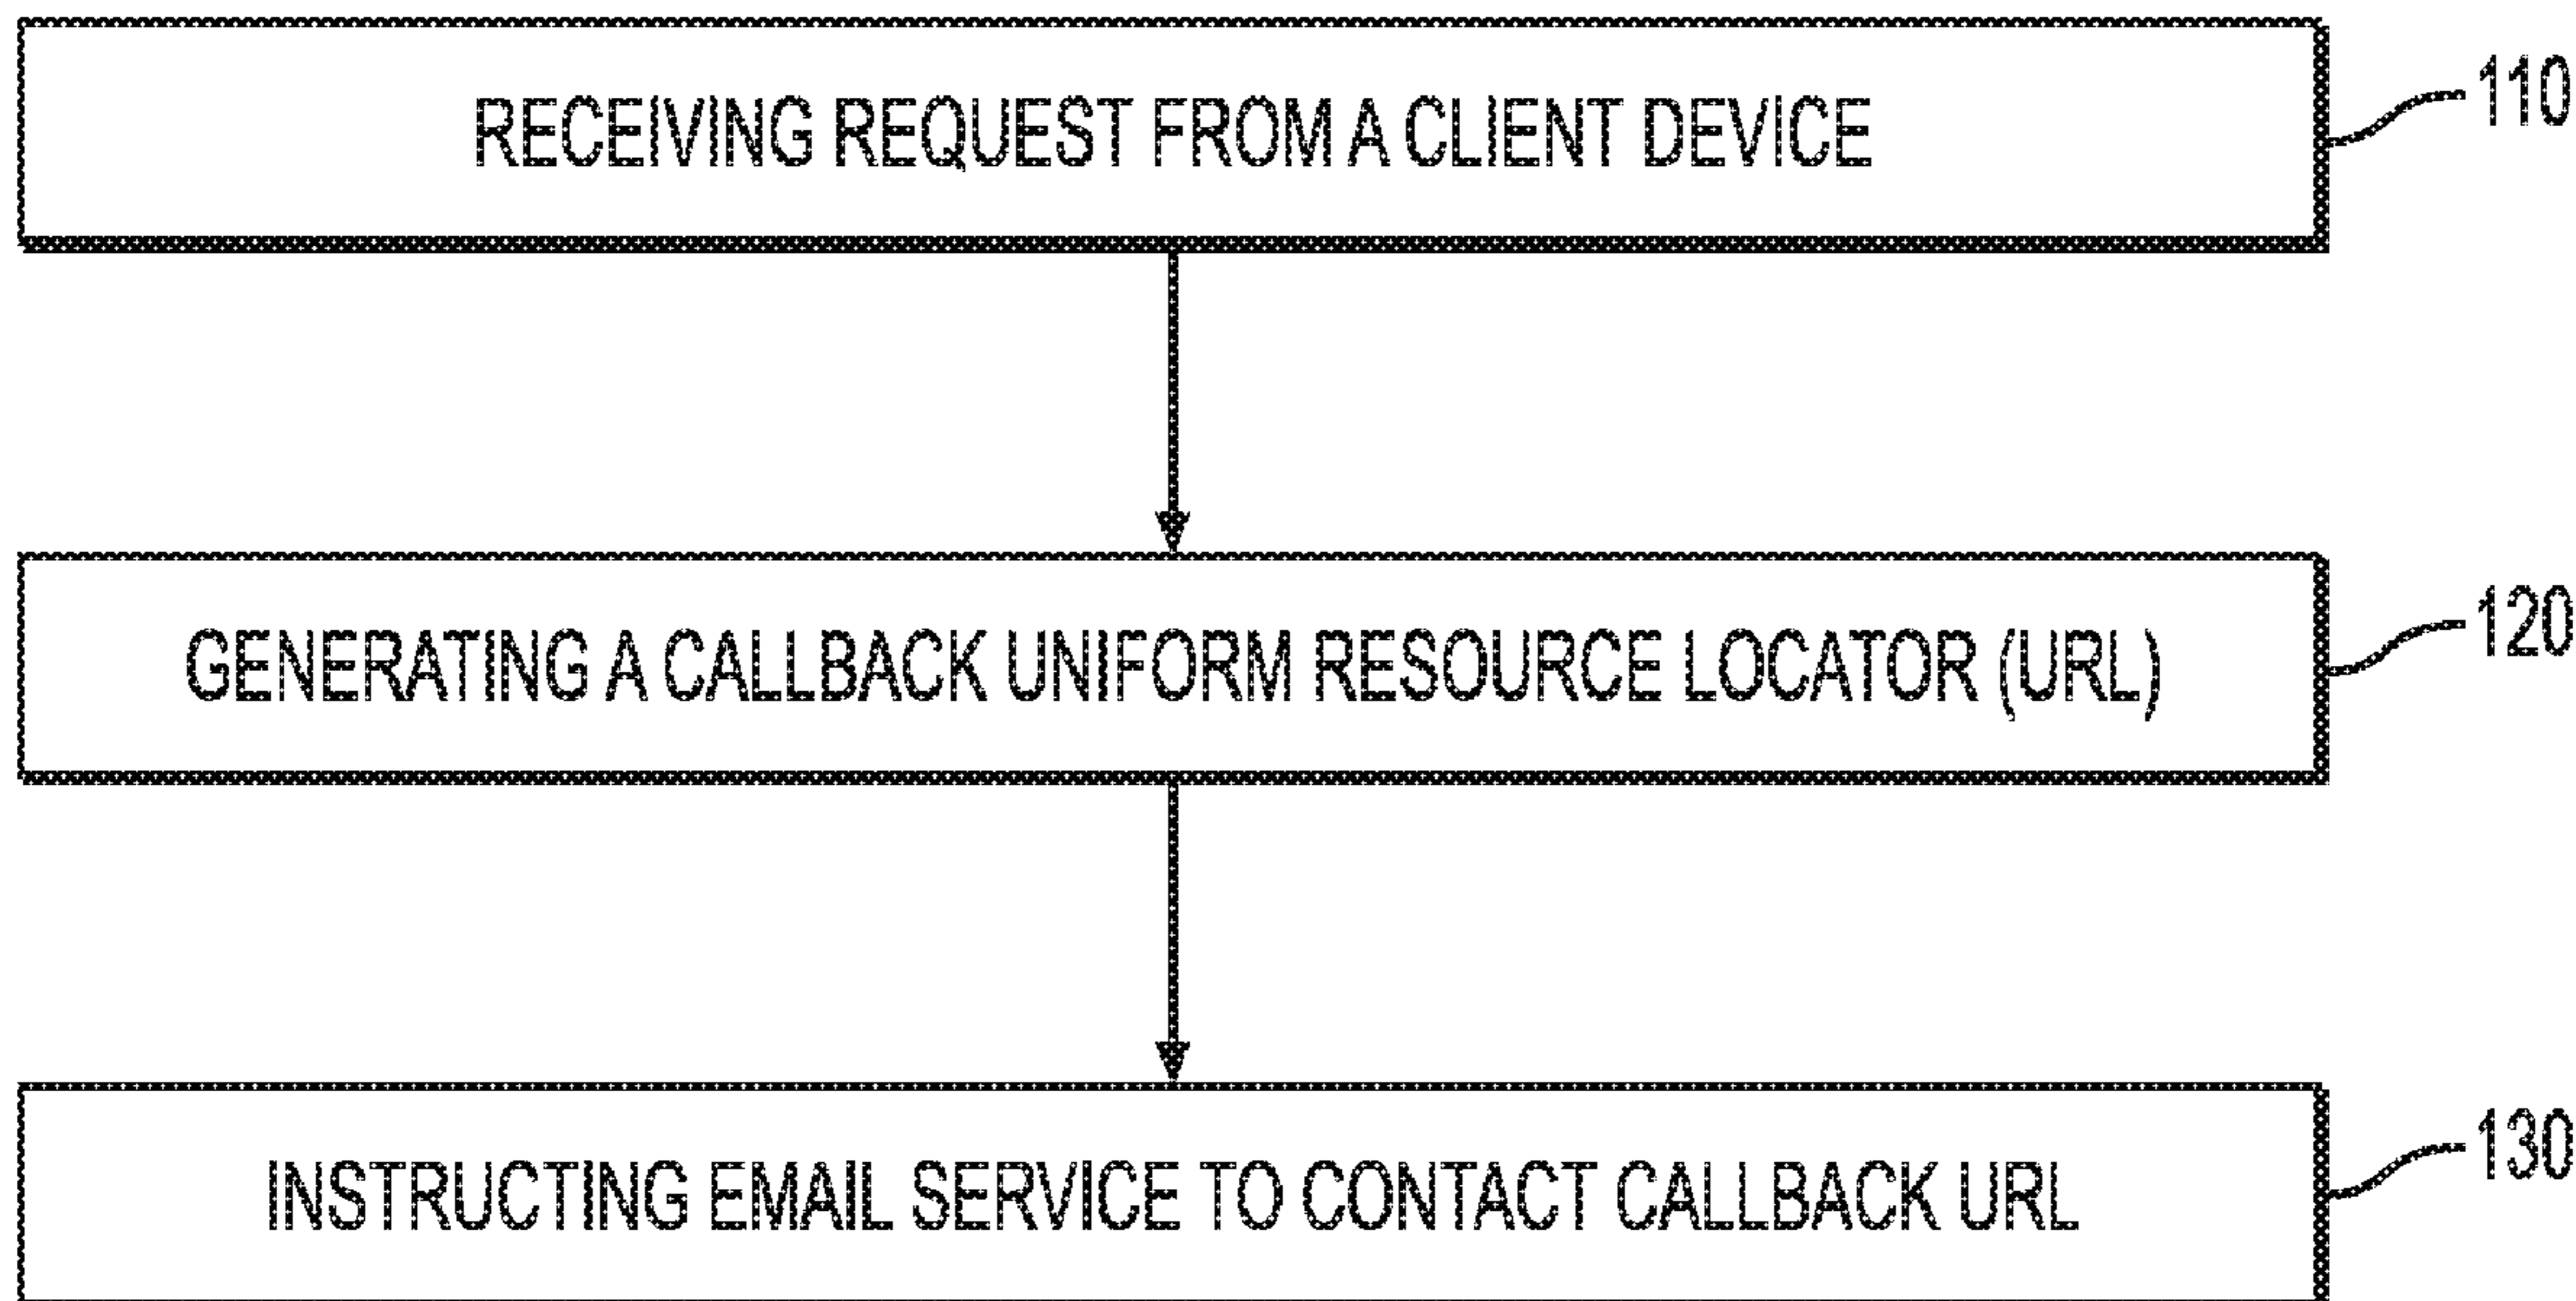 RECEIVING REQUEST FROM A CLIENT DEVICE
110
GENERATING A CALLBACK UNIFORM RESOURCE LOCATOR (URL)
120
INSTRUCTING EMAIL SERVICE TO CONTACT CALLBACK URL
130